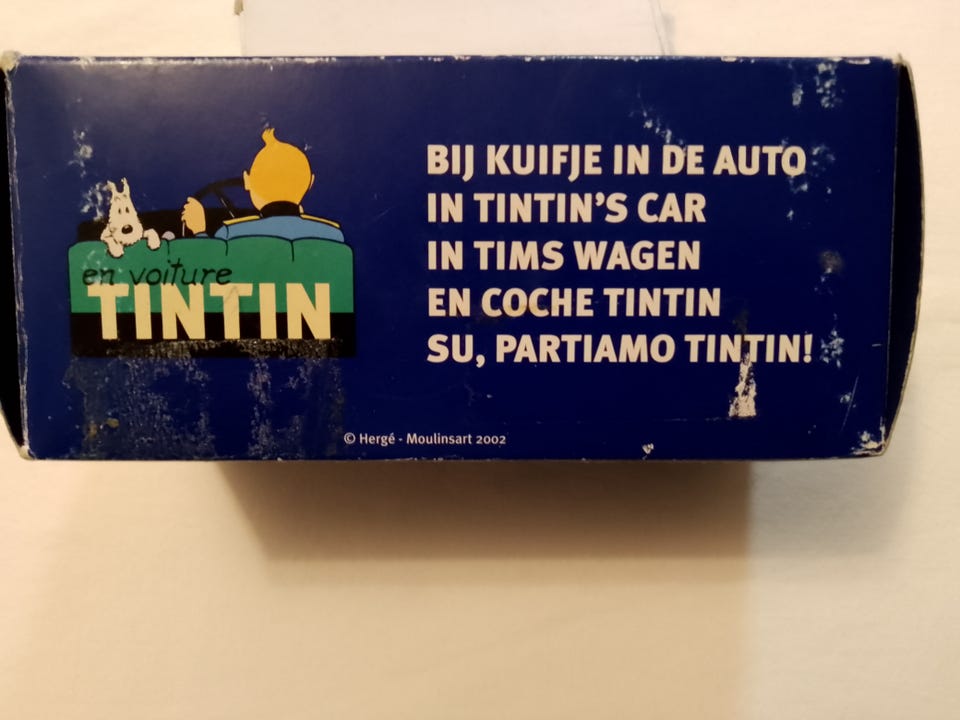 en voiture
TINTIN
BIJ KUIFJE IN DE AUTO
IN TINTIN'S CAR
IN TIMS WAGEN
EN COCHE TINTIN
SU, PARTIAMO TINTIN!
© Hergé - Moulinsart 2002